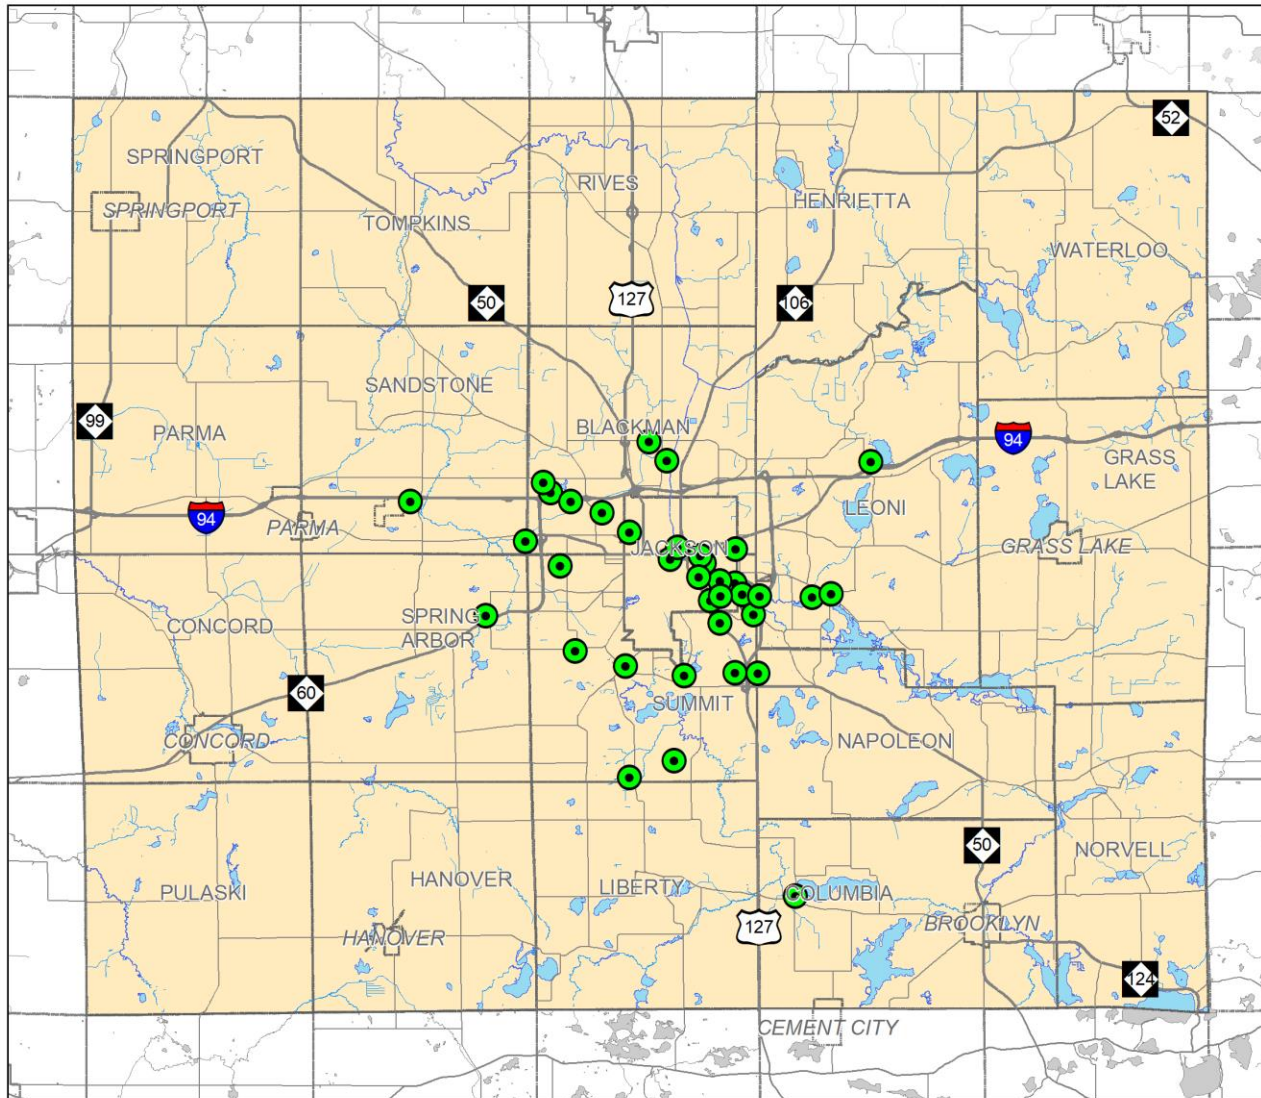 52
SPRINGPORT
RIVES
HENRIETTA
SPRINGPORT
TOMPKINS
WATERLOO
50
127
106
SANDSTONE
99
PARMA
BLACKMAN
94
GRASS
LAKE
94
PARMA
LEONI
JACKSON
GRASS LAKE
CONCORD
SPRING
ARBOR
60
SUMMIT
CONCORD
NAPOLEON
50
NORVELL
PULASKI
HANOVER
LIBERTY
COLUMBIA
HANOVER
127
BROOKLYN
124
CEMENT CITY